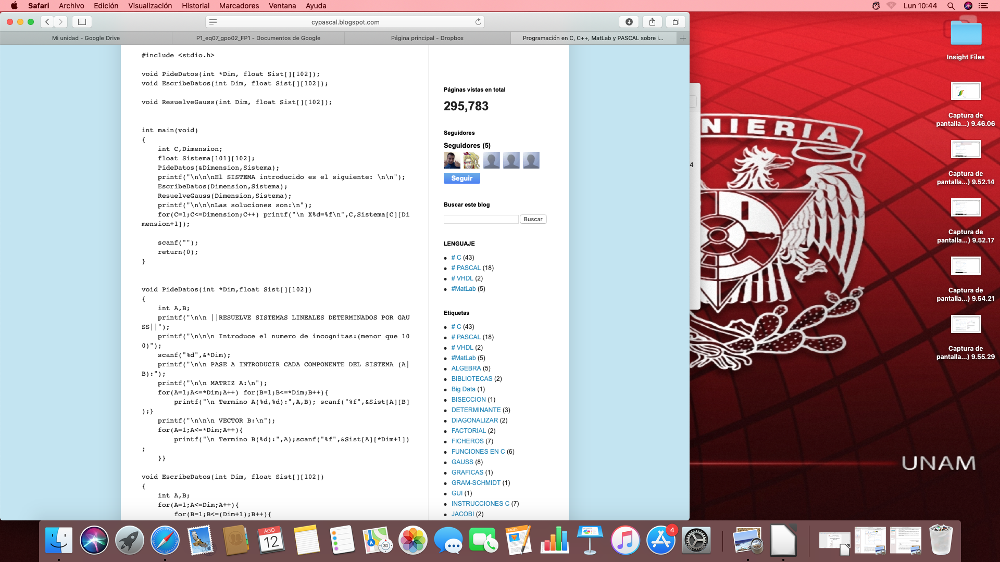 Safari Archivo Edición Visualización Historial Marcadores Ventana Ayuda Lun 10:44
cypascal.blogspot.com
Mi unidad - Google Drive P1_eq07_gpo02_FP1 - Documentos de Google Página principal - Dropbox Programación en C, C++, MatLab y PASCAL sobre i...
#include <stdio.h>
void PideDatos(int *Dim, float Sist[][102]);
void EscribeDatos(int Dim, float Sist[][102]);
void ResuelveGauss(int Dim, float Sist[][102]);
int main(void)
{
int C,Dimension;
float Sistema[101][102];
PideDatos(&Dimension,Sistema);
printf("\n\n\nEl SISTEMA introducido es el siguiente: \n\n");
EscribeDatos(Dimension,Sistema);
ResuelveGauss(Dimension,Sistema);
printf("\n\n\nLas soluciones son:\n");
for(C=1;C<=Dimension;C++) printf("\n X%d=%f\n",C,Sistema[C][Di
mension+1]);
scanf("");
return(0);
}
void PideDatos(int *Dim,float Sist[][102])
{
int A,B;
printf("\n\n ||RESUELVE SISTEMAS LINEALES DETERMINADOS POR GAU
SS||");
printf("\n\n\n Introduce el numero de incognitas:(menor que 10
0)");
scanf("%d",&*Dim);
printf("\n\n PASE A INTRODUCIR CADA COMPONENTE DEL SISTEMA (A|
B):");
printf("\n\n MATRIZ A:\n");
for(A=1;A<=*Dim;A++) for(B=1;B<=*Dim;B++){
printf("\n Termino A(%d,%d):",A,B); scanf("%f",&Sist[A][B]
);}
printf("\n\n\n VECTOR B:\n");
for(A=1;A<=*Dim;A++){
printf("\n Termino B(%d):",A);scanf("%f",&Sist[A][*Dim+1])
;
}}
void EscribeDatos(int Dim, float Sist[][102])
{
int A,B;
for(A=1;A<=Dim;A++){
for(B=1;B<=(Dim+1);B++){
Páginas vistas en total
295,783
Seguidores
Seguidores (5)
Seguir
Buscar este blog
Buscar
LENGUAJE
# C (43)
# PASCAL (18)
# VHDL (2)
#MatLab (5)
Etiquetas
# C (43)
# PASCAL (18)
# VHDL (2)
#MatLab (5)
ALGEBRA (5)
BIBLIOTECAS (2)
Big Data (1)
BISECCION (1)
DETERMINANTE (3)
DIAGONALIZAR (2)
FACTORIAL (2)
FICHEROS (7)
FUNCIONES EN C (6)
GAUSS (8)
GRAFICAS (1)
GRAM-SCHMIDT (1)
GUI (1)
INSTRUCCIONES C (7)
JACOBI (2)
4
NIERIA
UNAM
Insight Files
Captura de
pantalla...) 9.46.06
Captura de
pantalla...) 9.52.14
Captura de
pantalla...) 9.52.17
Captura de
pantalla...) 9.54.21
Captura de
pantalla...) 9.55.29
AGO
12
3D
PAGES
4